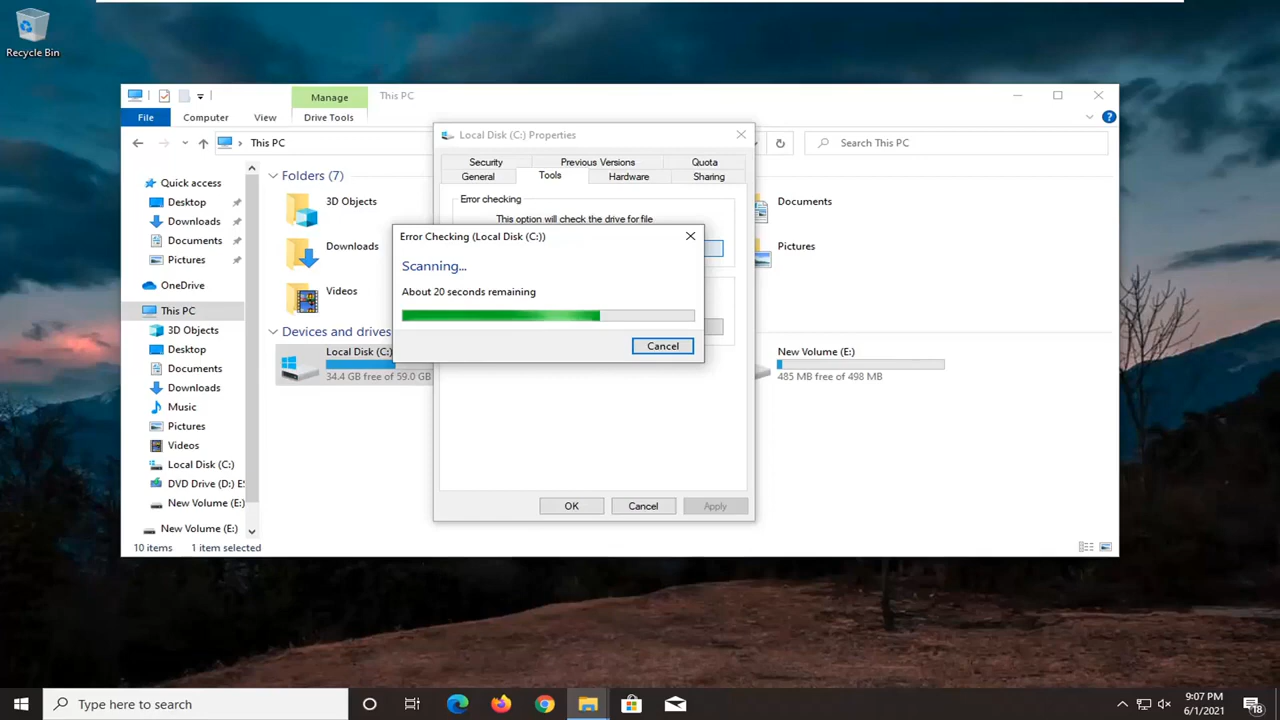 Recycle Bin
Manage
This PC
File
Computer
View
Drive Tools
This PC
Search This PC
Quick access
Desktop
Downloads
Documents
Pictures
OneDrive
This PC
3D Objects
Desktop
Documents
Downloads
Music
Pictures
Videos
Local Disk (C:)
DVD Drive (D:) ES
New Volume (E:)
New Volume (E:)
Folders (7)
3D Objects
Downloads
Videos
Documents
Pictures
Devices and drives
Local Disk (C:)
34.4 GB free of 59.0 GB
New Volume (E:)
485 MB free of 498 MB
Local Disk (C:) Properties
Security
Previous Versions
Quota
General
Tools
Hardware
Sharing
Error checking
This option will check the drive for file
Error Checking (Local Disk (C:))
Scanning...
About 20 seconds remaining
Cancel
OK
Cancel
Apply
10 items
1 item selected
Type here to search
9:07 PM
6/1/2021
18